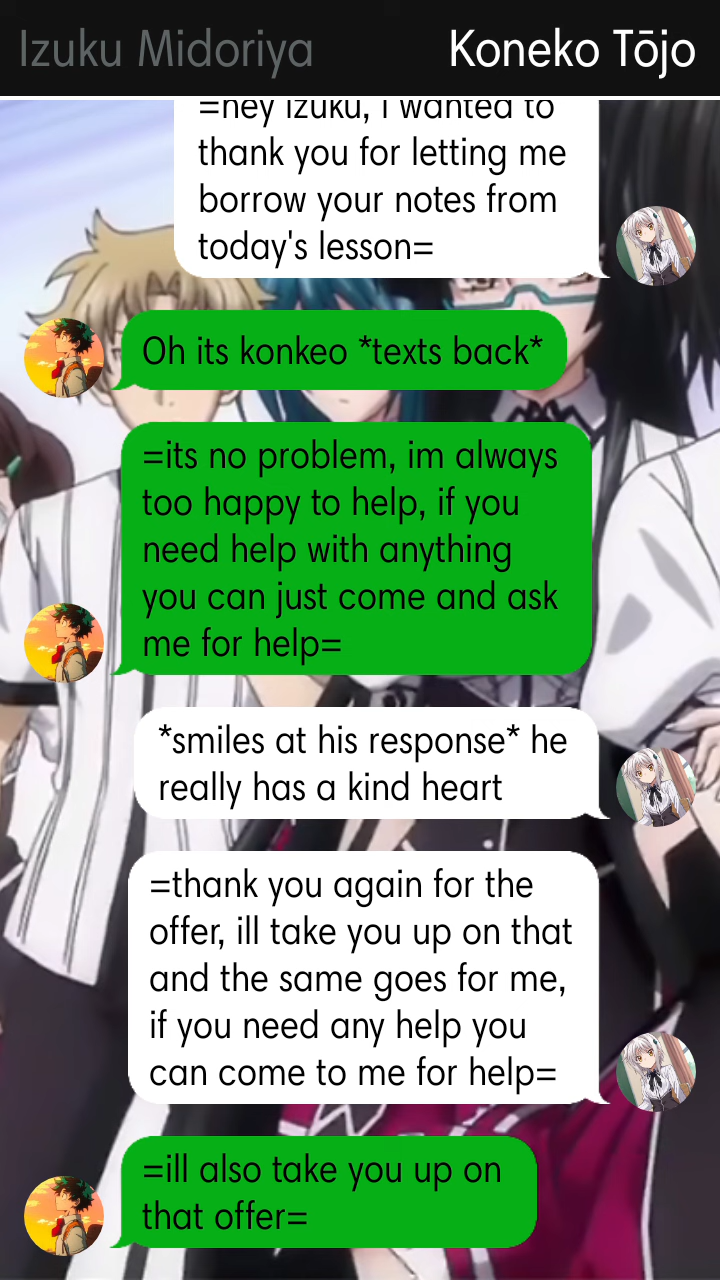 Izuku Midoriya
Koneko Tōjo
=hey izuku, i wanted to
thank you for letting me
borrow your notes from
today's lesson=
Oh its konkeo *texts back*
=its no problem, im always
too happy to help, if you
need help with anything
you can just come and ask
me for help=
*smiles at his response* he
really has a kind heart
=thank you again for the
offer, ill take you up on that
and the same goes for me,
if you need any help you
can come to me for help=
=ill also take you up on
that offer=